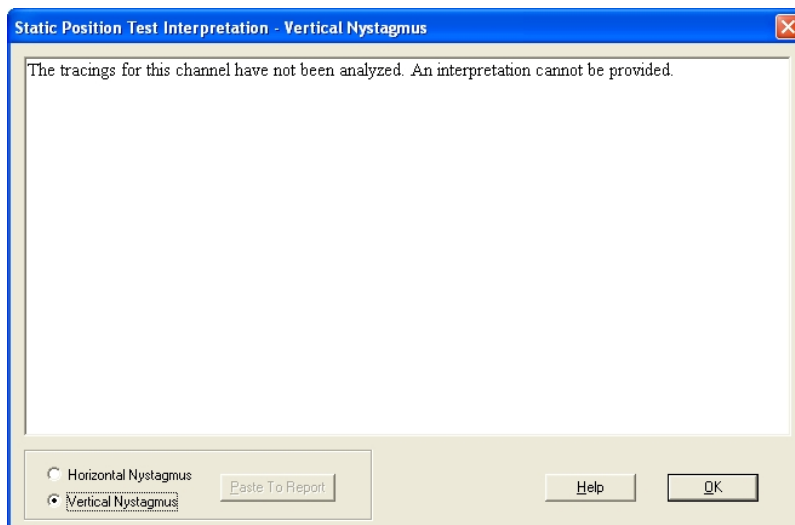 Static Position Test Interpretation - Vertical Nystagmus
The tracings for this channel have not been analyzed. An interpretation cannot be provided.
Horizontal Nystagmus
Vertical Nystagmus
Paste To Report
Help
OK